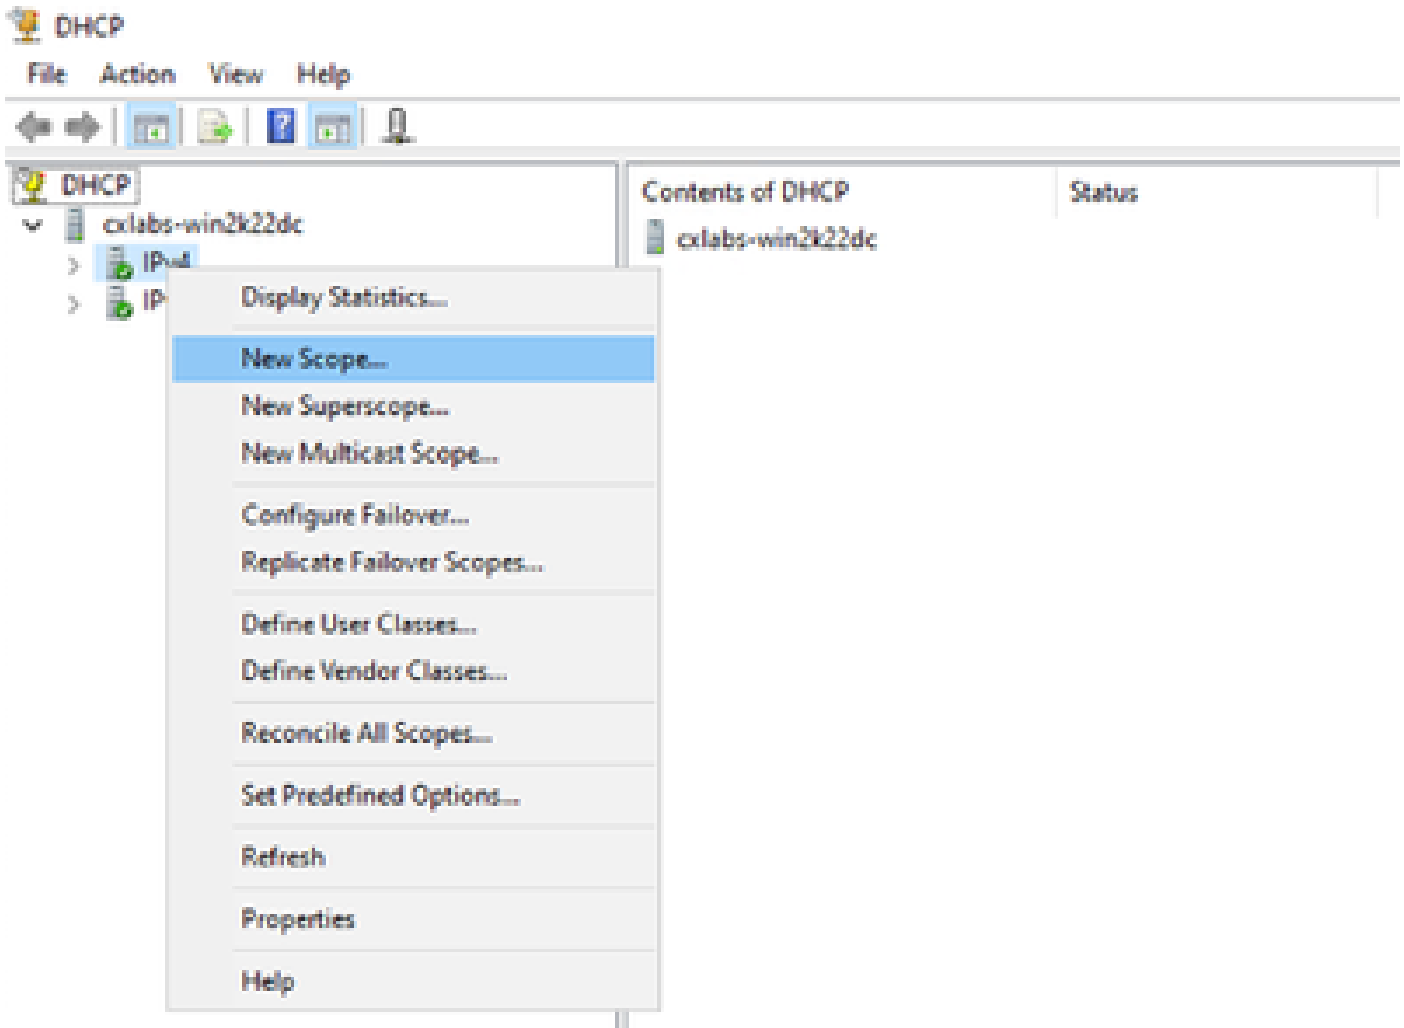 DHCP
File Action View Help
DHCP
cxlabs-win2k22dc
IPv4
Contents of DHCP Status
cxlabs-win2k22dc
Display Statistics...
New Scope...
New Superscope...
New Multicast Scope...
Configure Failover...
Replicate Failover Scopes...
Define User Classes...
Define Vendor Classes...
Reconcile All Scopes...
Set Predefined Options...
Refresh
Properties
Help